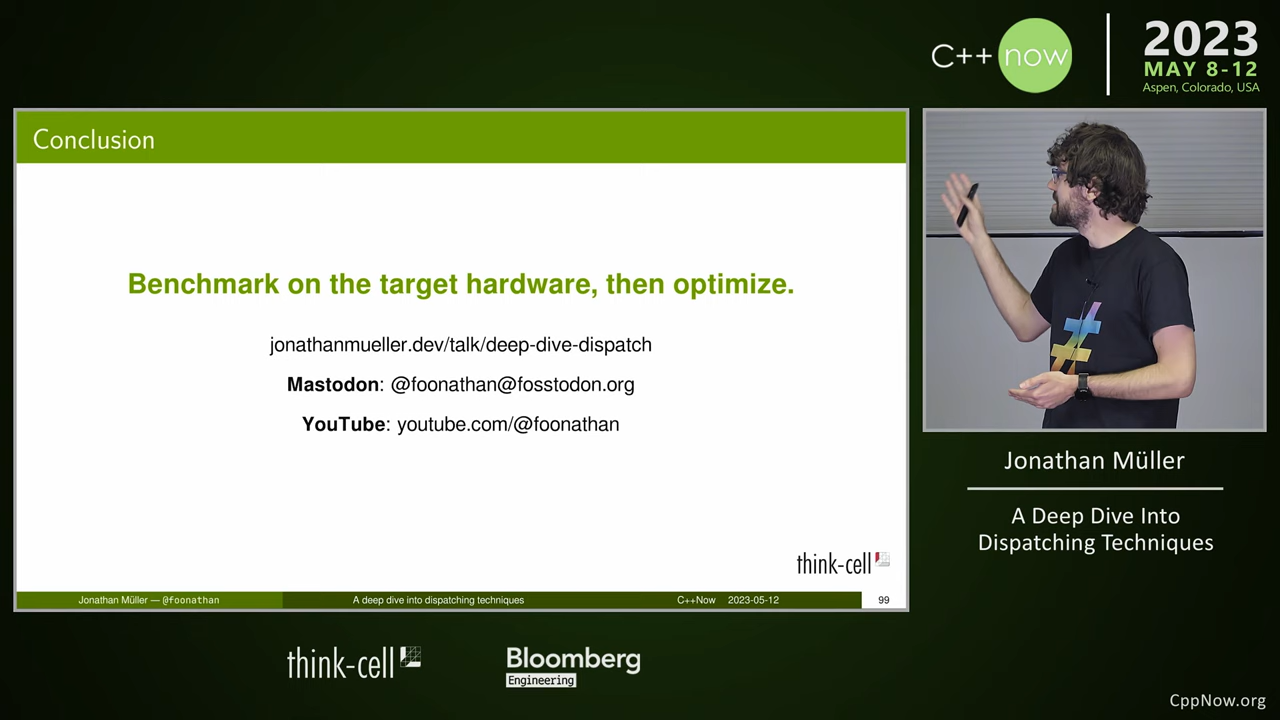 C++ now
2023
MAY 8-12
Aspen, Colorado, USA
Conclusion
Benchmark on the target hardware, then optimize.
jonathanmueller.dev/talk/deep-dive-dispatch
Mastodon: @foonathan@fosstodon.org
YouTube: youtube.com/@foonathan
think-cell
Jonathan Müller — @foonathan
A deep dive into dispatching techniques
C++Now 2023-05-12
99
#
Jonathan Müller
A Deep Dive Into
Dispatching Techniques
think-cell
Bloomberg
Engineering
CppNow.org